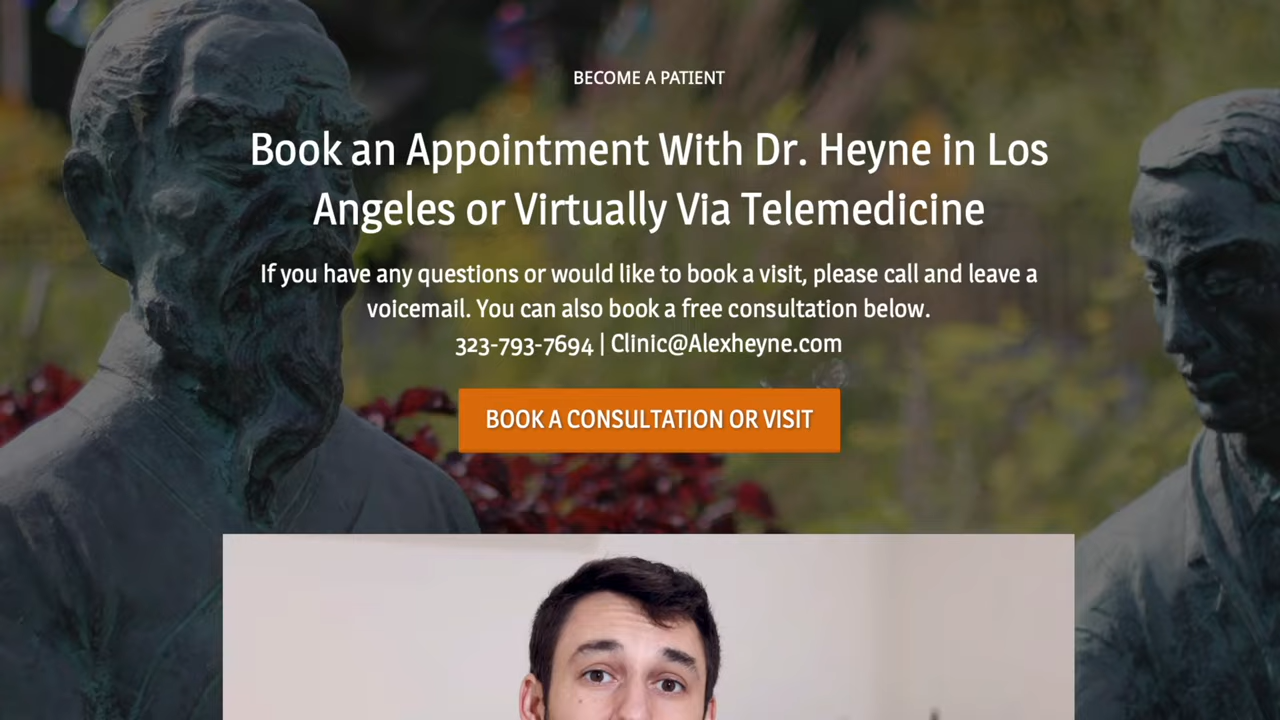 BECOME A PATIENT
Book an Appointment With Dr. Heyne in Los
Angeles or Virtually Via Telemedicine
If you have any questions or would like to book a visit, please call and leave a
voicemail. You can also book a free consultation below.
323-793-7694 | Clinic@Alexheyne.com
BOOK A CONSULTATION OR VISIT